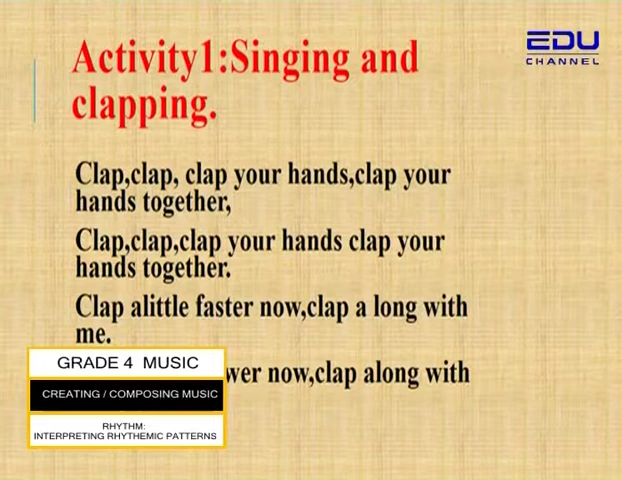 Activity1:Singing and
clapping.
EDU
CHANNEL
Clap,clap, clap your hands,clap your
hands together,
Clap,clap,clap your hands clap your
hands together.
Clap alittle faster now,clap a long with
me.
now,clap along with
GRADE 4 MUSIC
CREATING / COMPOSING MUSIC
RHYTHM:
INTERPRETING RHYTHEMIC PATTERNS